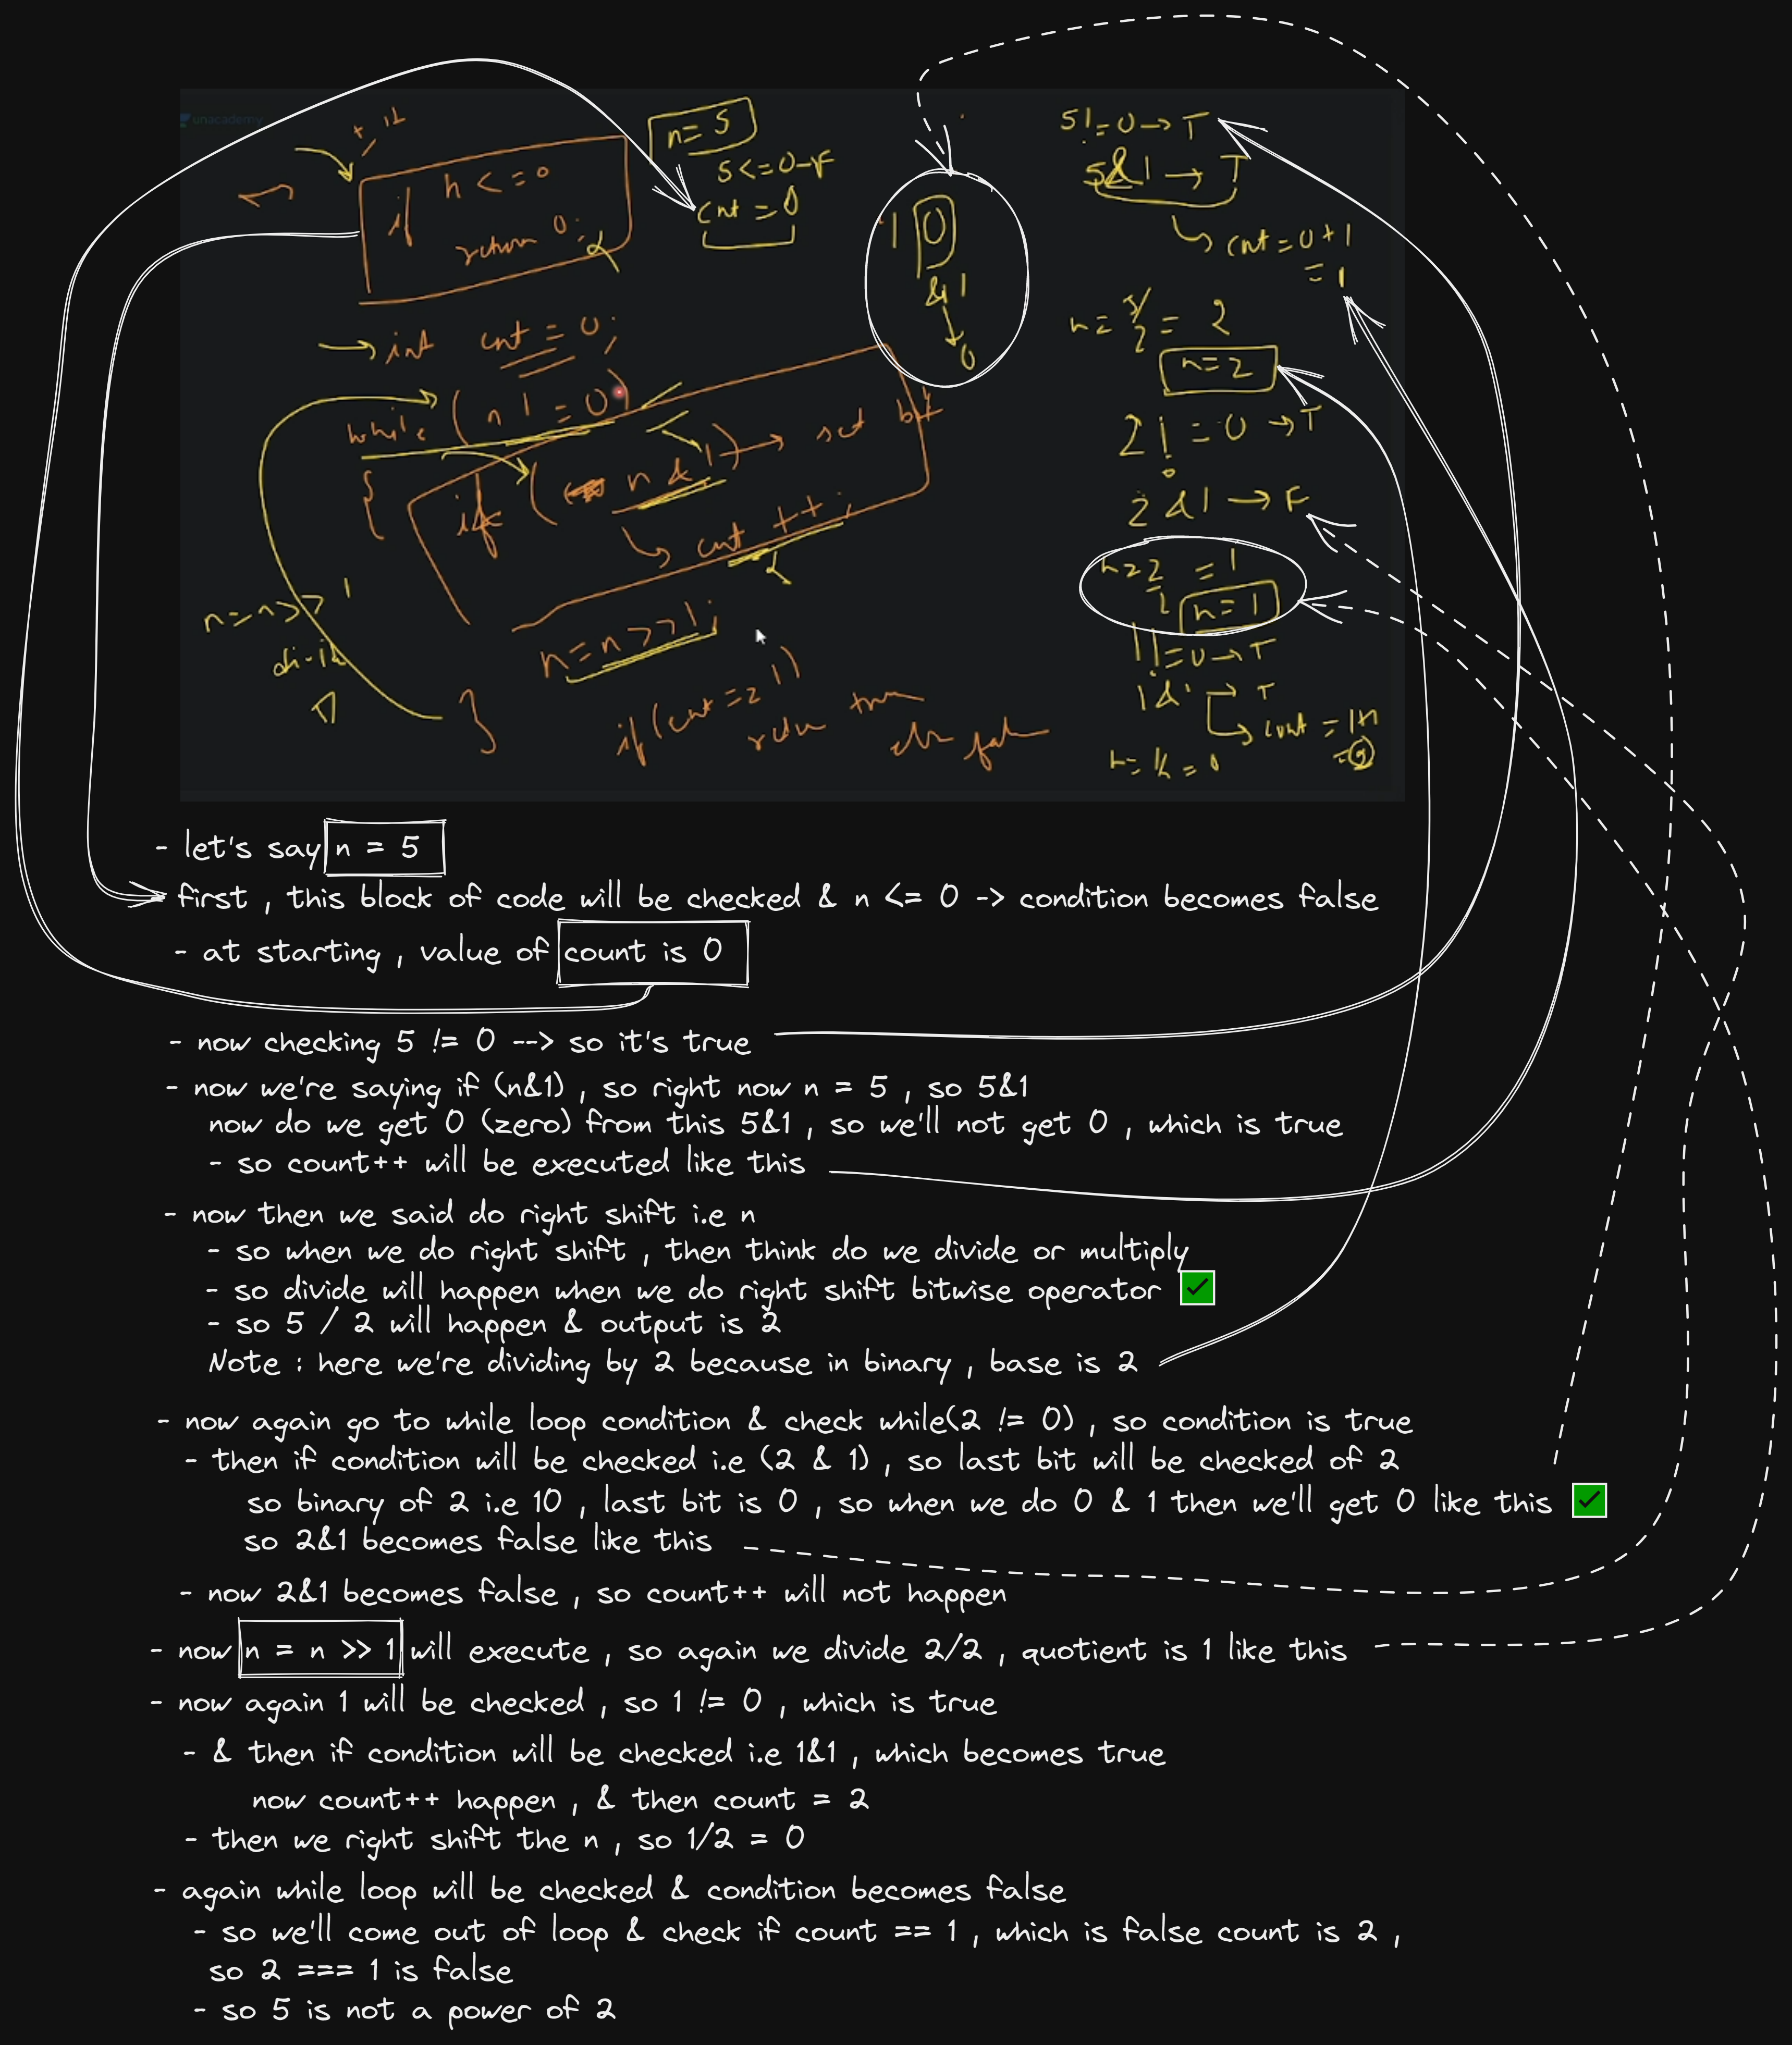 unacademy
if n <= 0
return 0;
n = 5
5 <= 0 - F
cnt = 0
1 0
& 1
0
5! = 0 -> T
5&1 -> T
cnt = 0 + 1
= 1
int cnt = 0;
while (n != 0)
{
if (n & 1) -> set bit
cnt ++;
n = n >> 1;
}
n = n >> 1
if (cnt == 1)
return true
else false
n = 5/2 = 2
n = 2
2 != 0 -> T
2 & 1 -> F
n = 2/2 = 1
n = 1
1 != 0 -> T
1 & 1 -> T
count = 1+1
= 2
n = 1/2 = 0
- let's say n = 5
first , this block of code will be checked & n <= 0 -> condition becomes false
- at starting , value of count is 0
- now checking 5 != 0 --> so it's true
- now we're saying if (n&1) , so right now n = 5 , so 5&1
now do we get 0 (zero) from this 5&1 , so we'll not get 0 , which is true
- so count++ will be executed like this
- now then we said do right shift i.e n
- so when we do right shift , then think do we divide or multiply
- so divide will happen when we do right shift bitwise operator ✅
- so 5 / 2 will happen & output is 2
Note : here we're dividing by 2 because in binary , base is 2
- now again go to while loop condition & check while(2 != 0) , so condition is true
- then if condition will be checked i.e (2 & 1) , so last bit will be checked of 2
so binary of 2 i.e 10 , last bit is 0 , so when we do 0 & 1 then we'll get 0 like this ✅
so 2&1 becomes false like this
- now 2&1 becomes false , so count++ will not happen
- now n = n >> 1 will execute , so again we divide 2/2 , quotient is 1 like this
- now again 1 will be checked , so 1 != 0 , which is true
- & then if condition will be checked i.e 1&1 , which becomes true
now count++ happen , & then count = 2
- then we right shift the n , so 1/2 = 0
- again while loop will be checked & condition becomes false
- so we'll come out of loop & check if count == 1 , which is false count is 2 ,
so 2 === 1 is false
- so 5 is not a power of 2